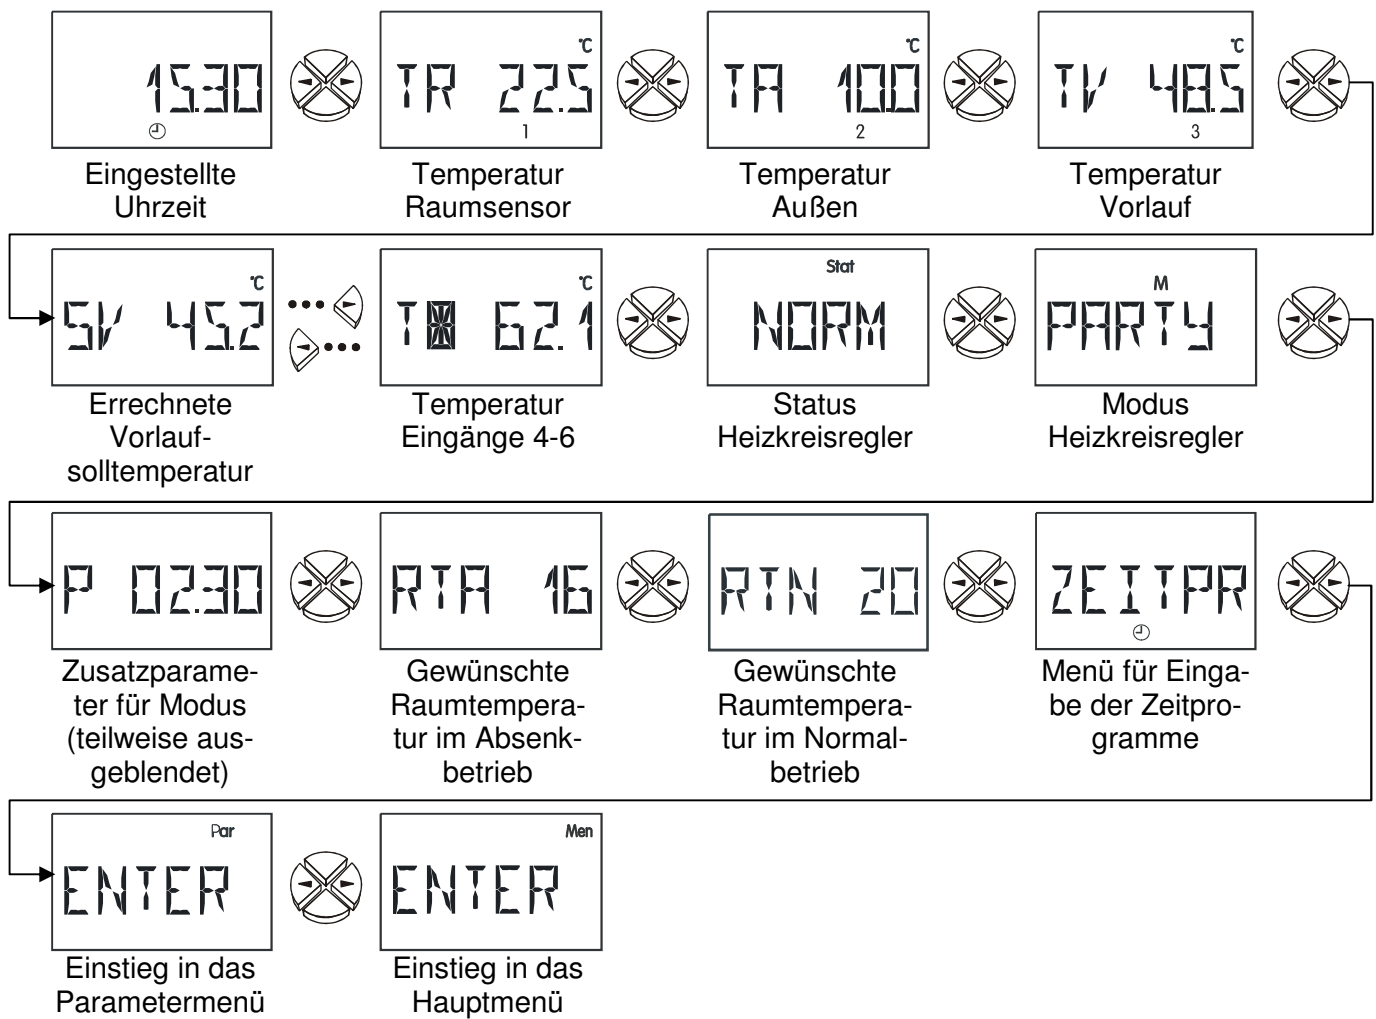 15.30
Eingestellte
Uhrzeit
°C
TR 22.5
1
Temperatur
Raumsensor
°C
TA 10.0
2
Temperatur
Außen
°C
TV 48.5
3
Temperatur
Vorlauf
°C
SV 45.2
Errechnete
Vorlauf-
solltemperatur
°C
T 62.1
Temperatur
Eingänge 4-6
Stat
NORM
Status
Heizkreisregler
M
PARTY
Modus
Heizkreisregler
P 02.30
Zusatzparame-
ter für Modus
(teilweise aus-
geblendet)
RTA 16
Gewünschte
Raumtempera-
tur im Absenk-
betrieb
RTN 20
Gewünschte
Raumtempera-
tur im Normal-
betrieb
ZEITPR
Menü für Einga-
be der Zeitpro-
gramme
Par
ENTER
Einstieg in das
Parametermenü
Men
ENTER
Einstieg in das
Hauptmenü